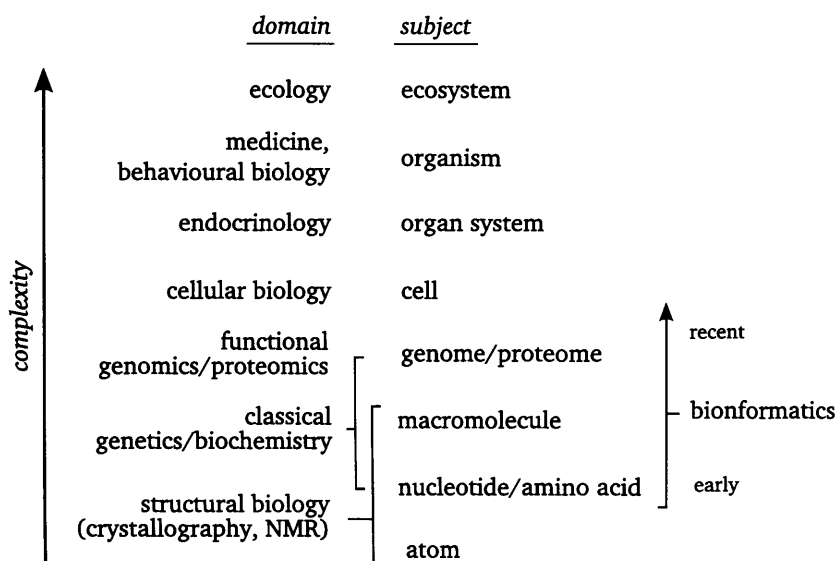 domain subject
ecology ecosystem
medicine,
behavioural biology organism
endocrinology organ system
cellular biology cell
functional
genomics/proteomics genome/proteome
classical
genetics/biochemistry macromolecule
nucleotide/amino acid
structural biology
(crystallography, NMR)
atom
complexity
recent
bionformatics
early